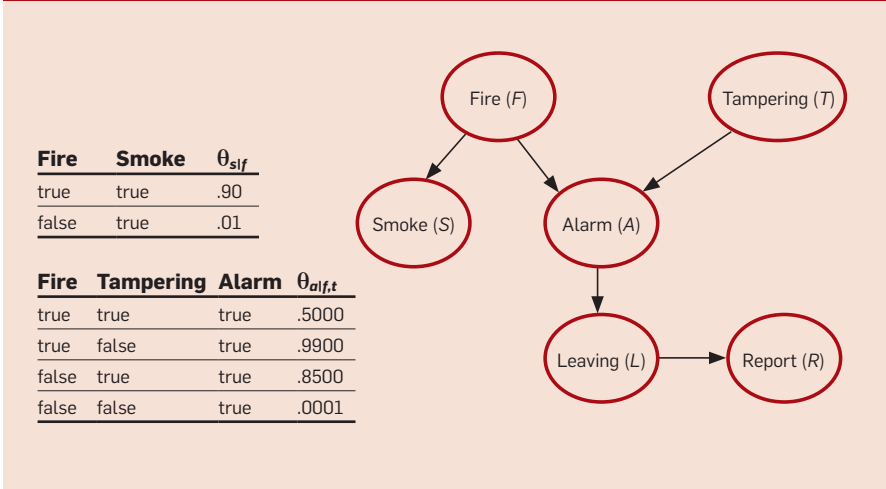 Fire Smoke θs|f
true true .90
false true .01
Fire Tampering Alarm θa|f,t
true true true .5000
true false true .9900
false true true .8500
false false true .0001
Fire (F)
Tampering (T)
Smoke (S)
Alarm (A)
Leaving (L)
Report (R)